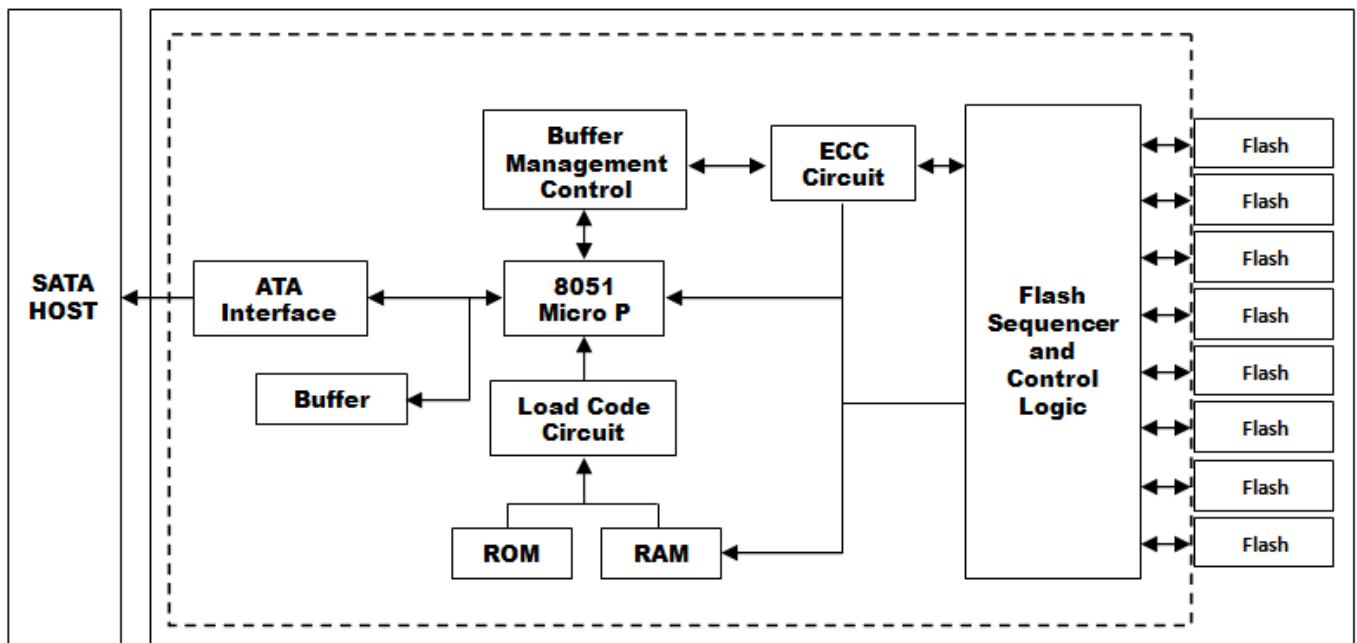 SATA
HOST
ATA
Interface
Buffer
Buffer
Management
Control
8051
Micro P
Load Code
Circuit
ROM
RAM
ECC
Circuit
Flash
Sequencer
and
Control
Logic
Flash
Flash
Flash
Flash
Flash
Flash
Flash
Flash